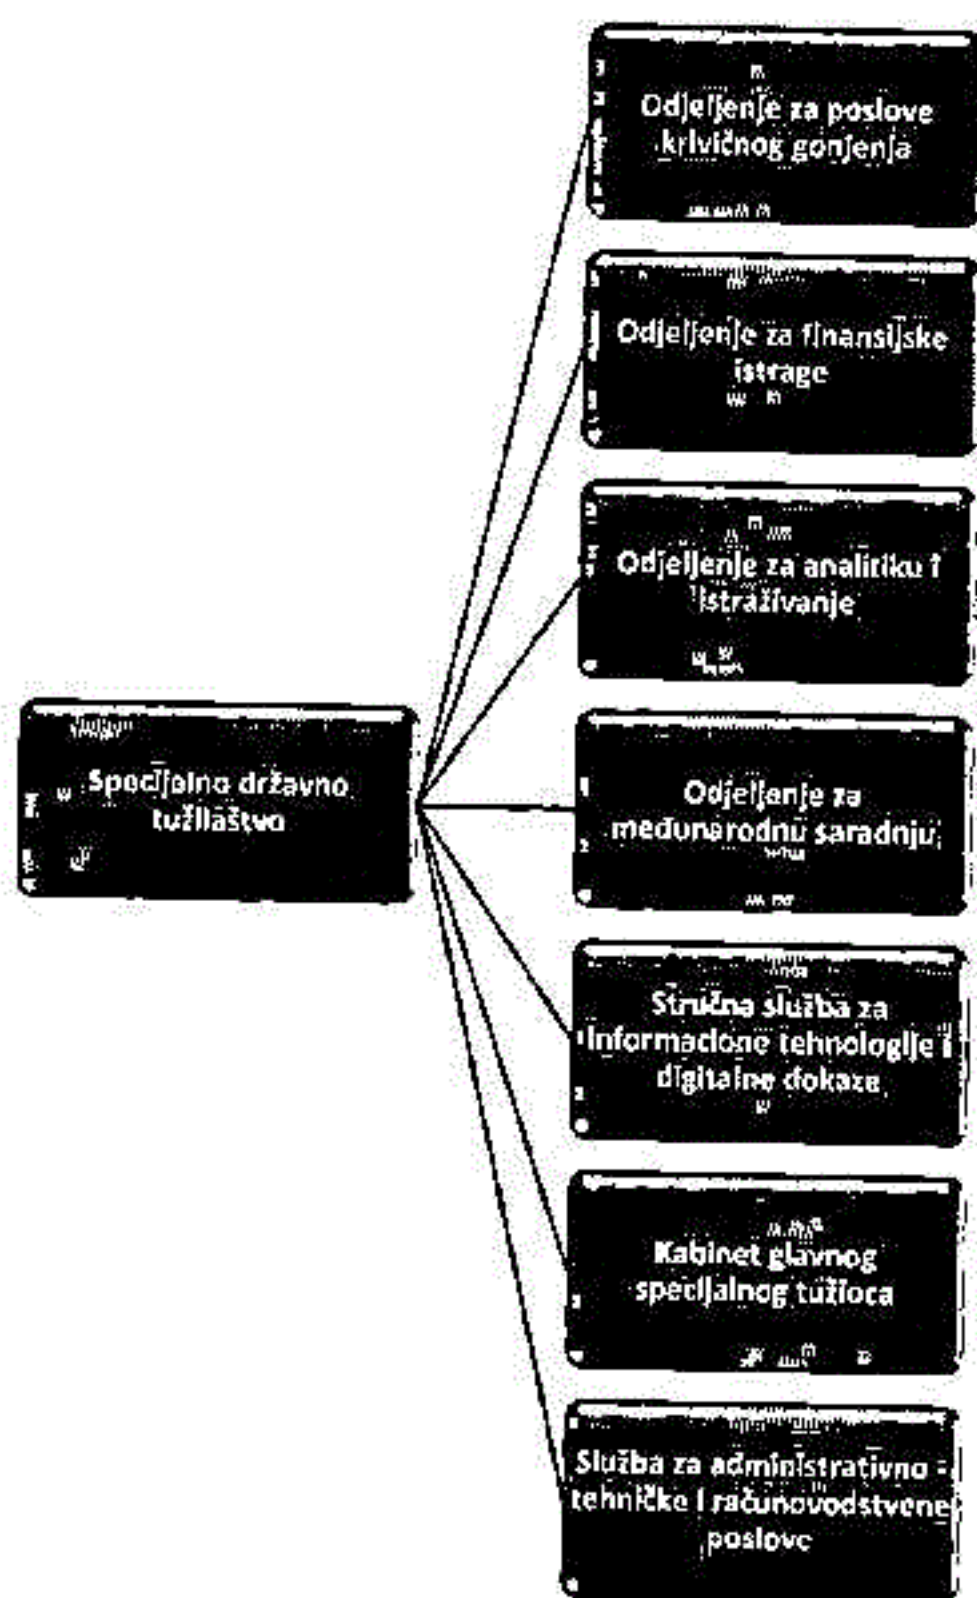 Odjeljenje za poslove
krivičnog gonjenja
Odjeljenje za finansijske
istrage
Odjeljenje za analitiku i
istraživanje
Specijalno državno
tužilaštvo
Odjeljenje za
međunarodnu saradnju
Stručna služba za
informacione tehnologije i
digitalne dokaze
Kabinet glavnog
specijalnog tužioca
Služba za administrativno -
tehničke i računovodstvene
poslove